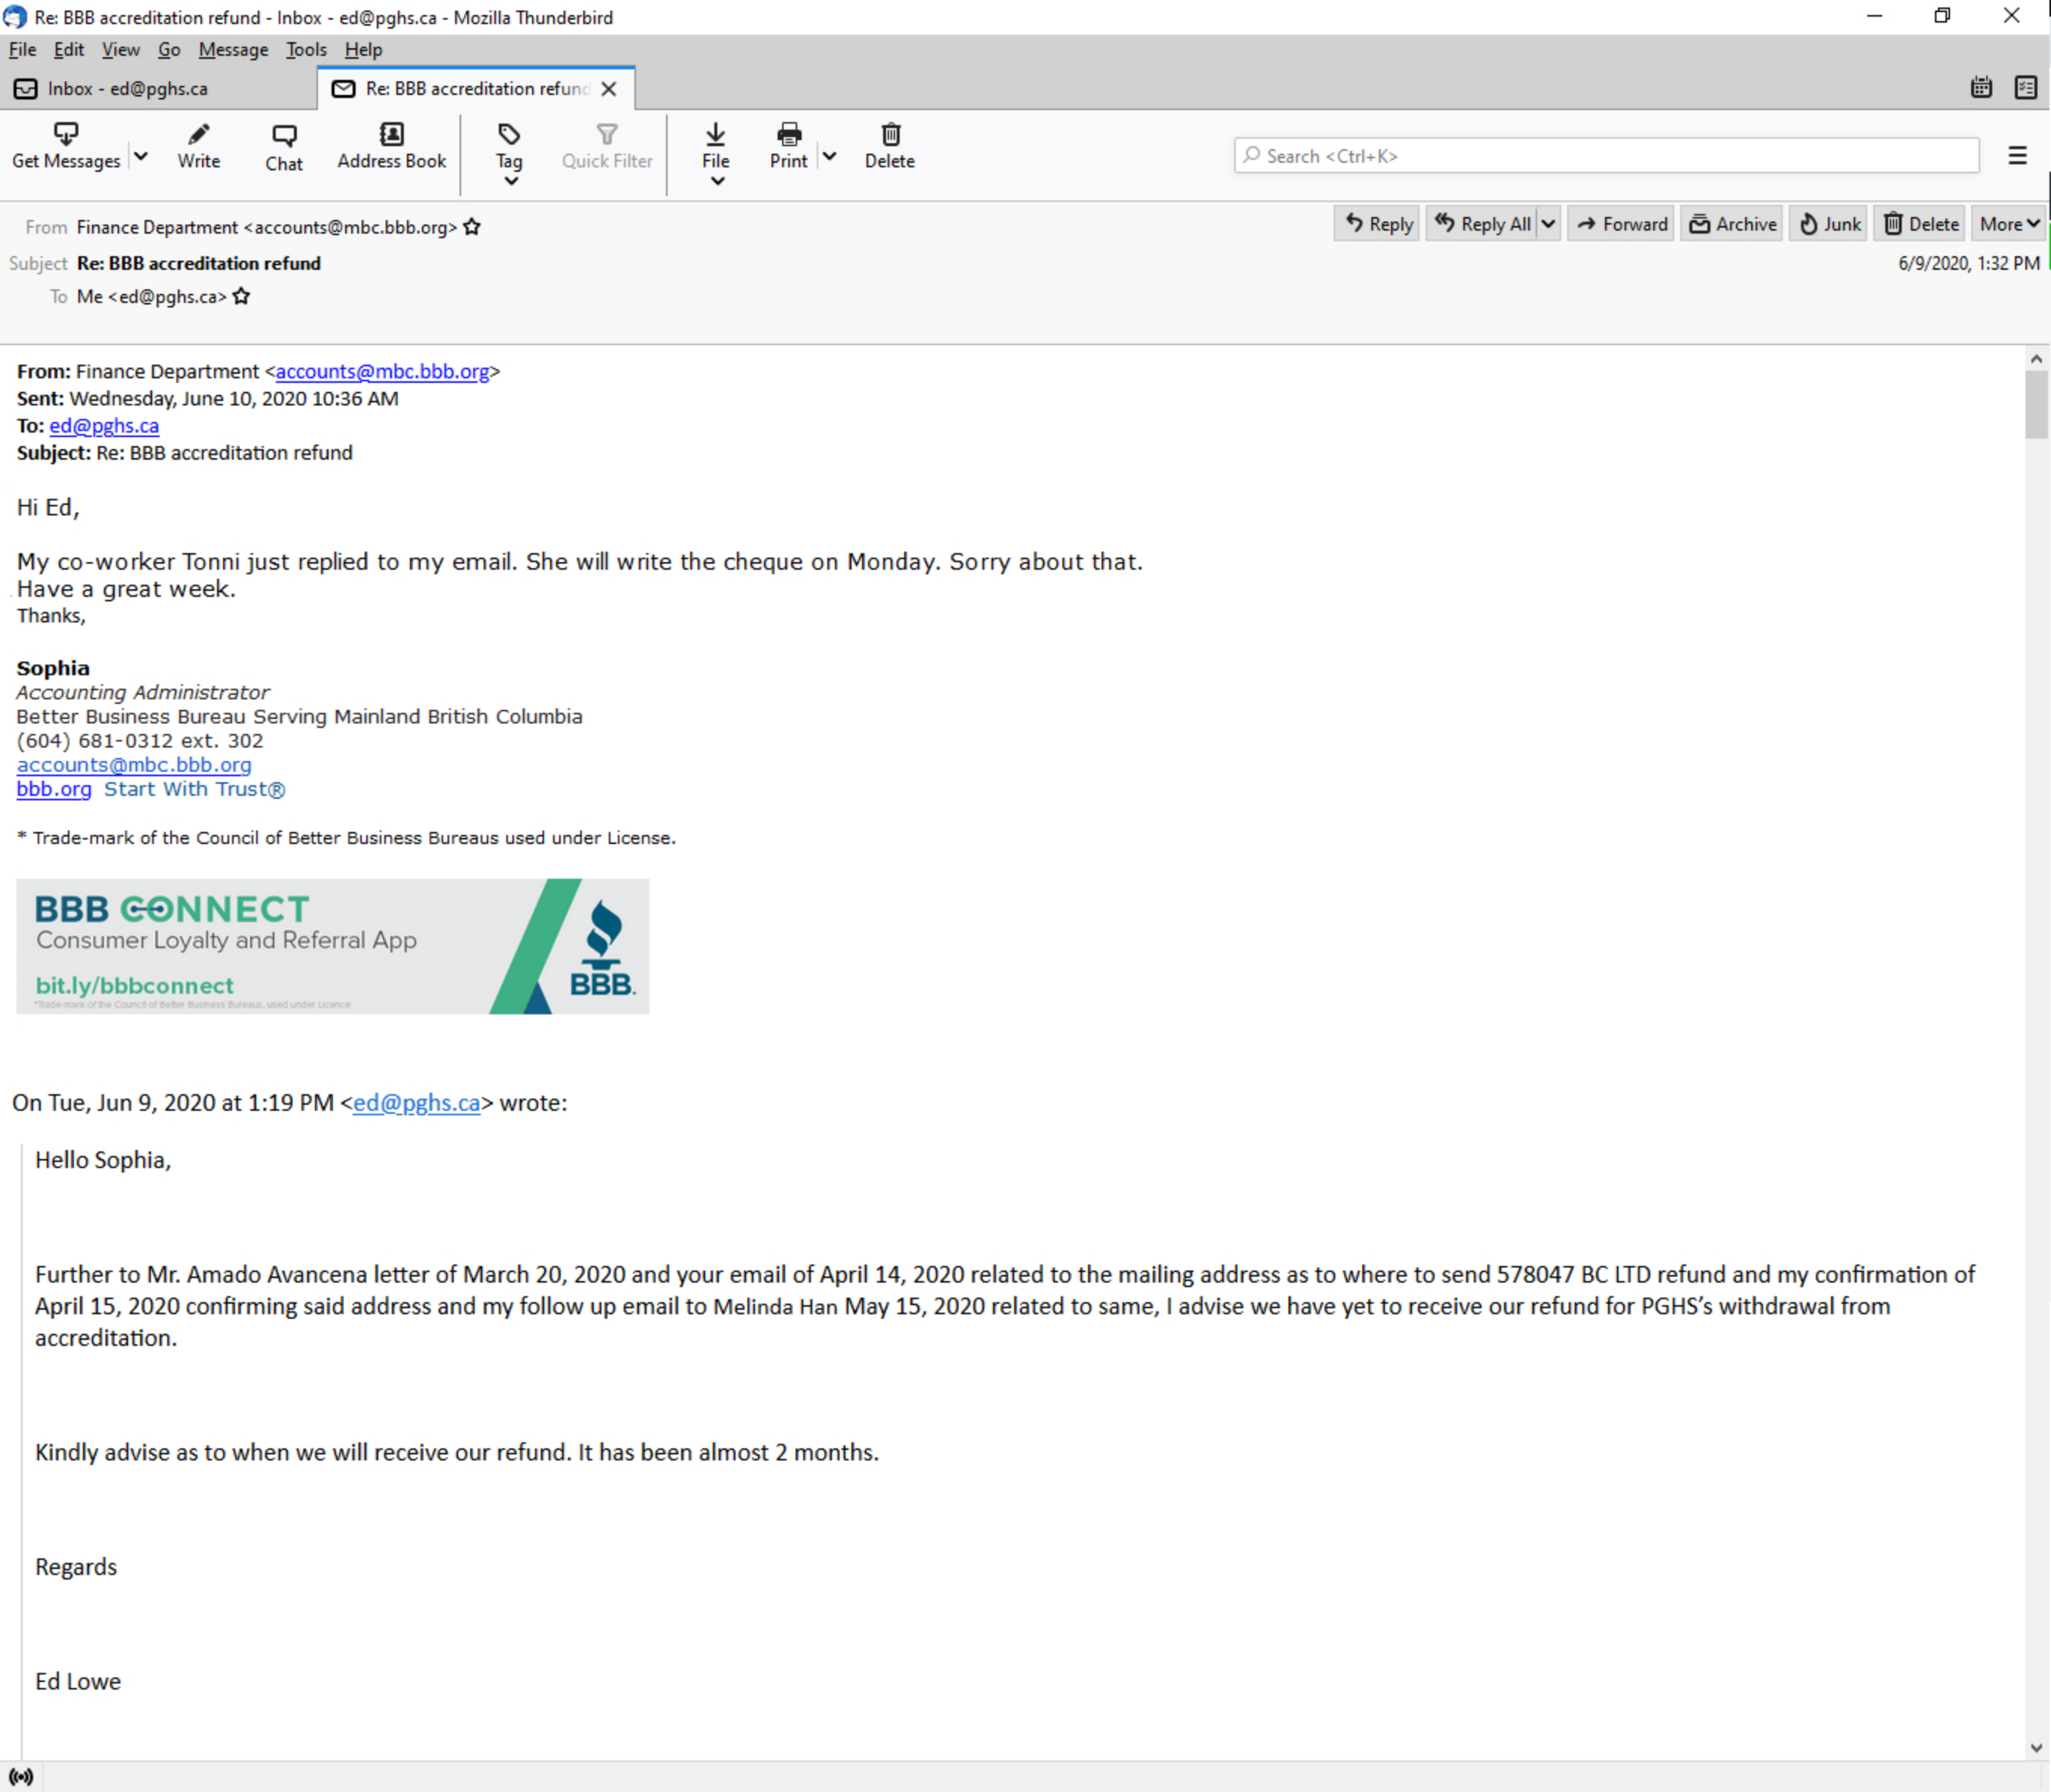 Re: BBB accreditation refund - Inbox - ed@pghs.ca - Mozilla Thunderbird
File Edit View Go Message Tools Help
Inbox - ed@pghs.ca
Re: BBB accreditation refund
Get Messages Write Chat Address Book Tag Quick Filter File Print Delete
Search <Ctrl+K>
From Finance Department <accounts@mbc.bbb.org>
Reply Reply All Forward Archive Junk Delete More
Subject Re: BBB accreditation refund
6/9/2020, 1:32 PM
To Me <ed@pghs.ca>
From: Finance Department <accounts@mbc.bbb.org>
Sent: Wednesday, June 10, 2020 10:36 AM
To: ed@pghs.ca
Subject: Re: BBB accreditation refund
Hi Ed,
My co-worker Tonni just replied to my email. She will write the cheque on Monday. Sorry about that.
Have a great week.
Thanks,
Sophia
Accounting Administrator
Better Business Bureau Serving Mainland British Columbia
(604) 681-0312 ext. 302
accounts@mbc.bbb.org
bbb.org Start With Trust®
* Trade-mark of the Council of Better Business Bureaus used under License.
BBB CONNECT
Consumer Loyalty and Referral App
bit.ly/bbbconnect
*Trade-mark of the Council of Better Business Bureaus, used under Licence
BBB.
On Tue, Jun 9, 2020 at 1:19 PM <ed@pghs.ca> wrote:
Hello Sophia,
Further to Mr. Amado Avancena letter of March 20, 2020 and your email of April 14, 2020 related to the mailing address as to where to send 578047 BC LTD refund and my confirmation of
April 15, 2020 confirming said address and my follow up email to Melinda Han May 15, 2020 related to same, I advise we have yet to receive our refund for PGHS’s withdrawal from
accreditation.
Kindly advise as to when we will receive our refund. It has been almost 2 months.
Regards
Ed Lowe